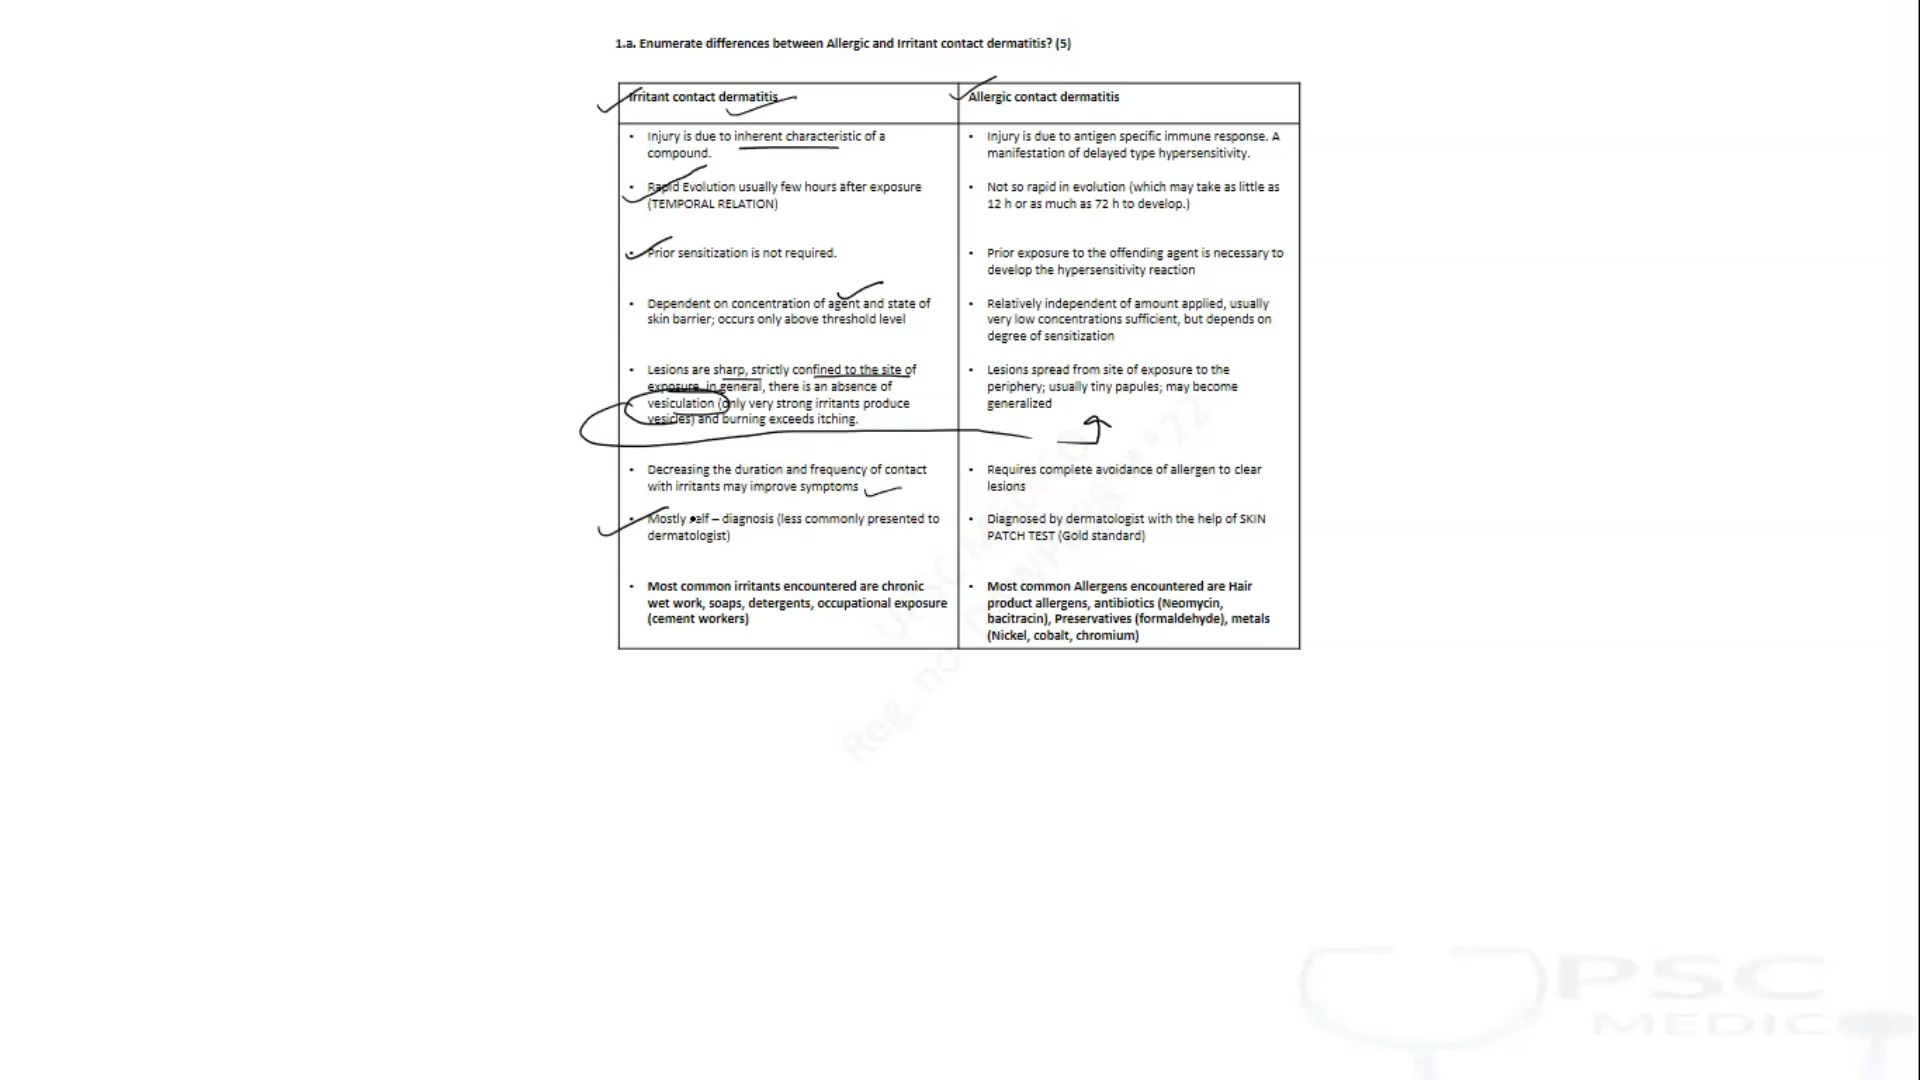 1.a. Enumerate differences between Allergic and Irritant contact dermatitis? (5)
Irritant contact dermatitis
Allergic contact dermatitis
• Injury is due to inherent characteristic of a
compound.
• Injury is due to antigen specific immune response. A
manifestation of delayed type hypersensitivity.
• Rapid Evolution usually few hours after exposure
(TEMPORAL RELATION)
• Not so rapid in evolution (which may take as little as
12 h or as much as 72 h to develop.)
• Prior sensitization is not required.
• Prior exposure to the offending agent is necessary to
develop the hypersensitivity reaction
• Dependent on concentration of agent and state of
skin barrier; occurs only above threshold level
• Relatively independent of amount applied, usually
very low concentrations sufficient, but depends on
degree of sensitization
• Lesions are sharp, strictly confined to the site of
exposure, in general, there is an absence of
vesiculation (only very strong irritants produce
vesicles) and burning exceeds itching.
• Lesions spread from site of exposure to the
periphery; usually tiny papules; may become
generalized
• Decreasing the duration and frequency of contact
with irritants may improve symptoms
• Requires complete avoidance of allergen to clear
lesions
• Mostly self – diagnosis (less commonly presented to
dermatologist)
• Diagnosed by dermatologist with the help of SKIN
PATCH TEST (Gold standard)
• Most common irritants encountered are chronic
wet work, soaps, detergents, occupational exposure
(cement workers)
• Most common Allergens encountered are Hair
product allergens, antibiotics (Neomycin,
bacitracin), Preservatives (formaldehyde), metals
(Nickel, cobalt, chromium)
Reg. no
PSC
MEDIC